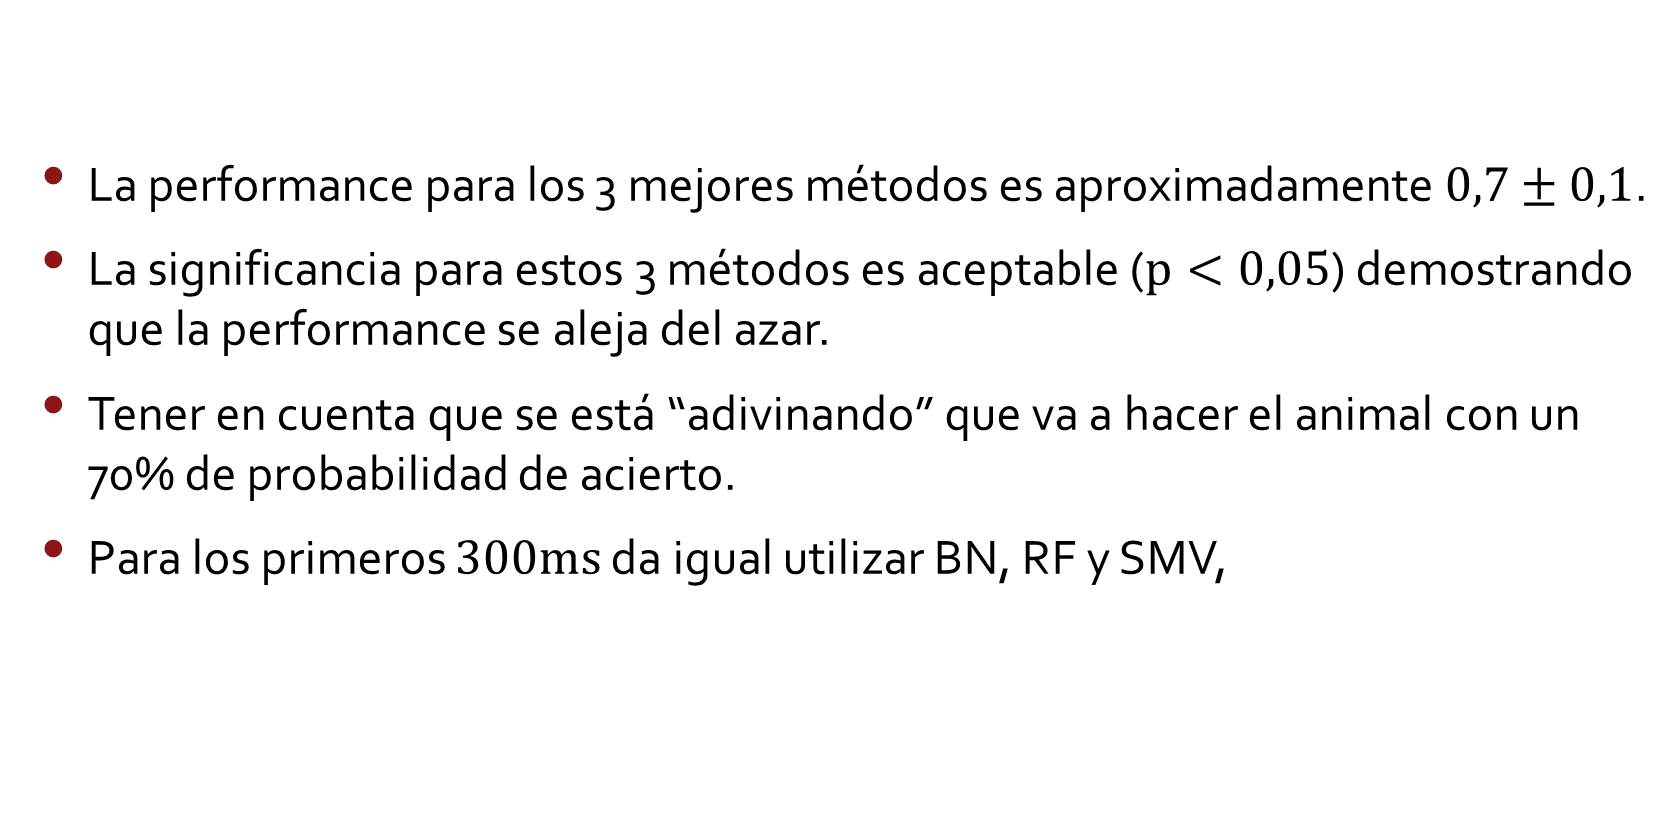 • La performance para los 3 mejores métodos es aproximadamente 0,7 ± 0,1.
• La significancia para estos 3 métodos es aceptable (p < 0,05) demostrando
que la performance se aleja del azar.
• Tener en cuenta que se está “adivinando” que va a hacer el animal con un
70% de probabilidad de acierto.
• Para los primeros 300ms da igual utilizar BN, RF y SMV,